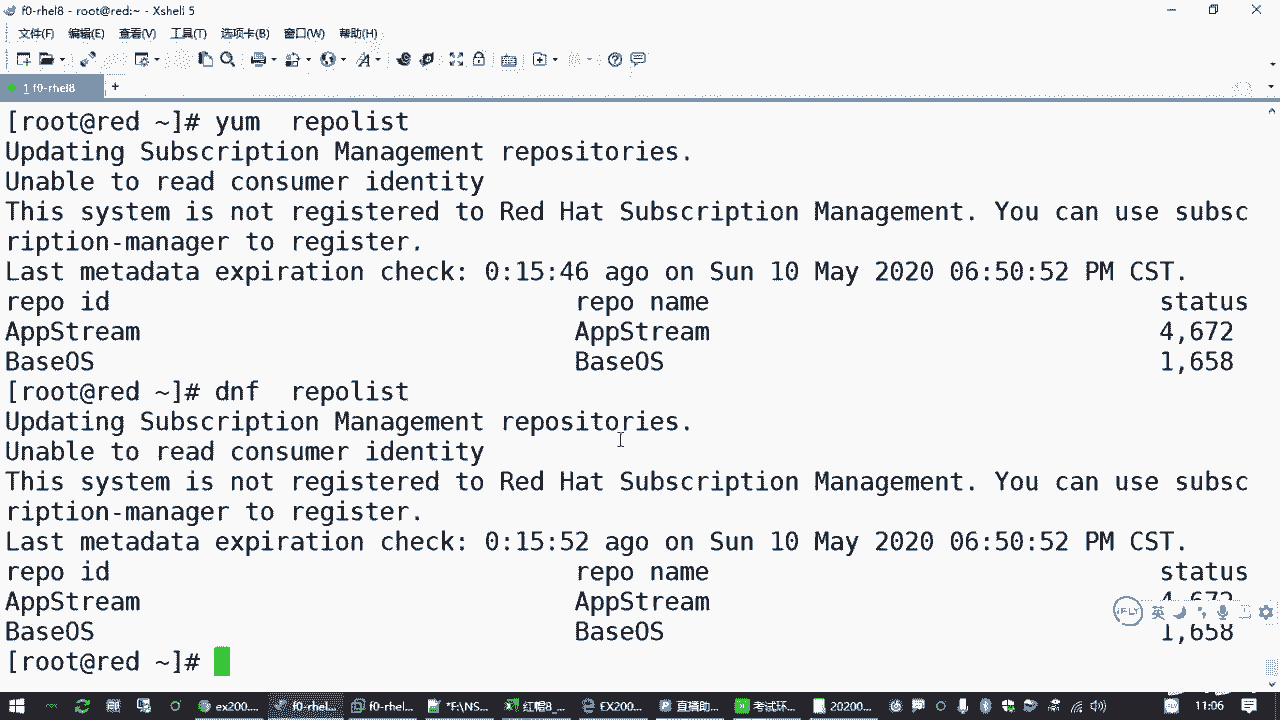 f0-rhel8 - root@red:~ - Xshell 5
文件(F) 编辑(E) 查看(V) 工具(T) 选项卡(B) 窗口(W) 帮助(H)
1 f0-rhel8 +
[root@red ~]# yum  repolist
Updating Subscription Management repositories.
Unable to read consumer identity
This system is not registered to Red Hat Subscription Management. You can use subsc
ription-manager to register.
Last metadata expiration check: 0:15:46 ago on Sun 10 May 2020 06:50:52 PM CST.
repo id repo name status
AppStream AppStream 4,672
BaseOS BaseOS 1,658
[root@red ~]# dnf  repolist
Updating Subscription Management repositories.
Unable to read consumer identity
This system is not registered to Red Hat Subscription Management. You can use subsc
ription-manager to register.
Last metadata expiration check: 0:15:52 ago on Sun 10 May 2020 06:50:52 PM CST.
repo id repo name status
AppStream AppStream 4,672
iFLY 英
BaseOS BaseOS 1,658
[root@red ~]#
ex200... f0-rhel... f0-rhel... *F:\NS... 红帽8_... EX200... 直播助... 考试环... 20200... 11:06